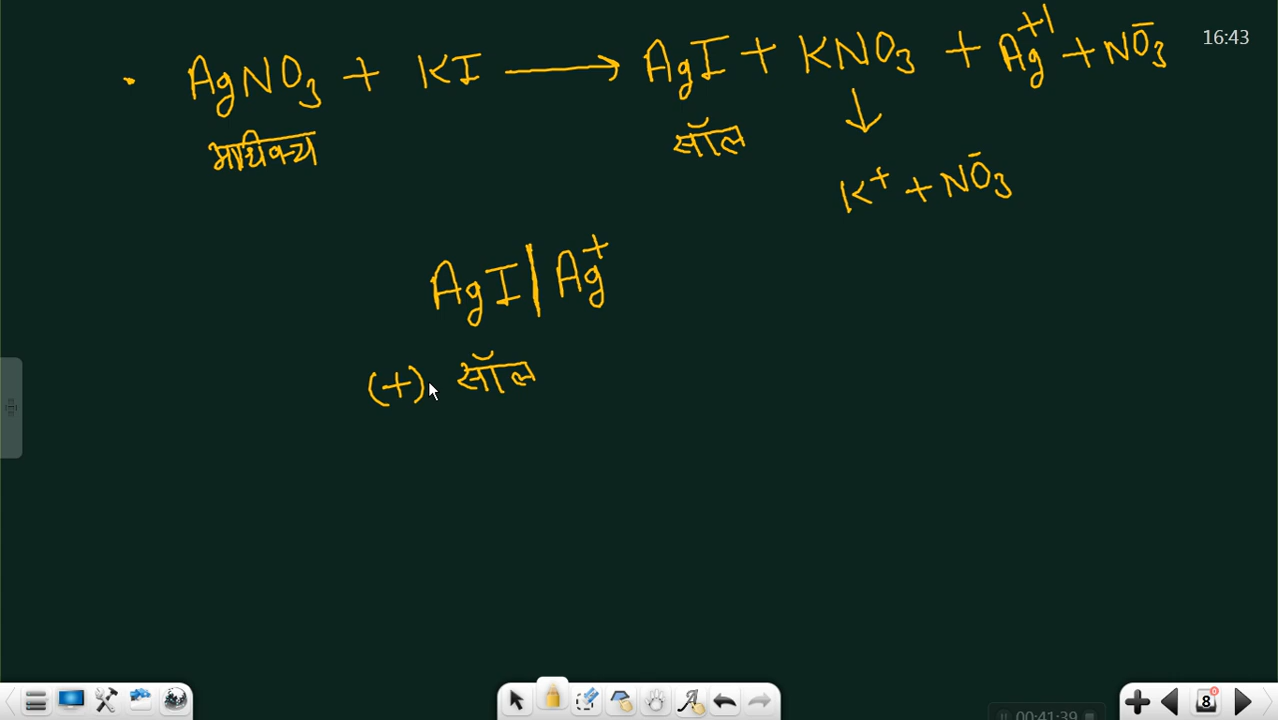 16:43
• AgNO₃ + KI ⟶ AgI + KNO₃ + Ag⁺¹ + NO₃⁻
आधिक्य सॉल ↓
K⁺ + NO₃⁻
AgI | Ag⁺
(+) सॉल
00:41:39
8